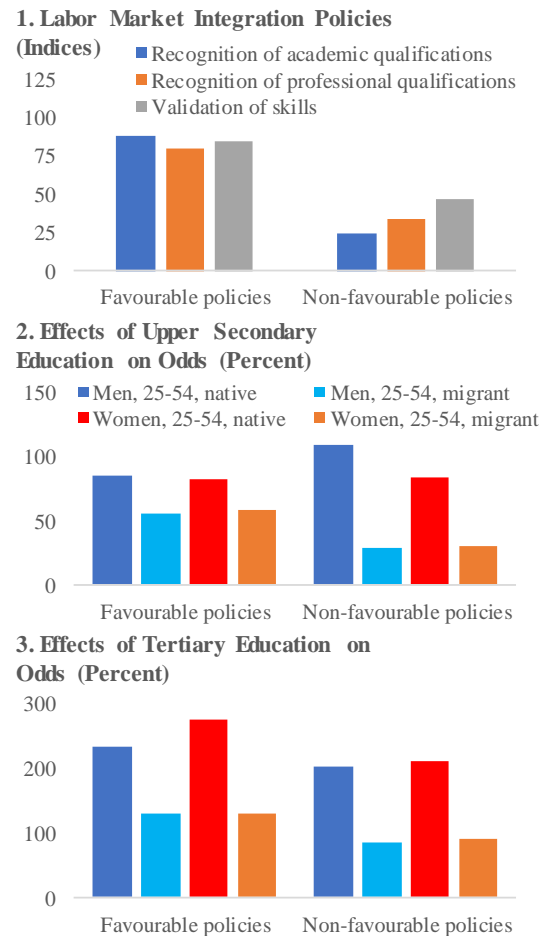 1. Labor Market Integration Policies
(Indices)
Recognition of academic qualifications
Recognition of professional qualifications
Validation of skills
125
100
75
50
25
0
Favourable policies Non-favourable policies
2. Effects of Upper Secondary
Education on Odds (Percent)
150
Men, 25-54, native Men, 25-54, migrant
Women, 25-54, native Women, 25-54, migrant
100
50
0
Favourable policies Non-favourable policies
3. Effects of Tertiary Education on
Odds (Percent)
300
200
100
0
Favourable policies Non-favourable policies